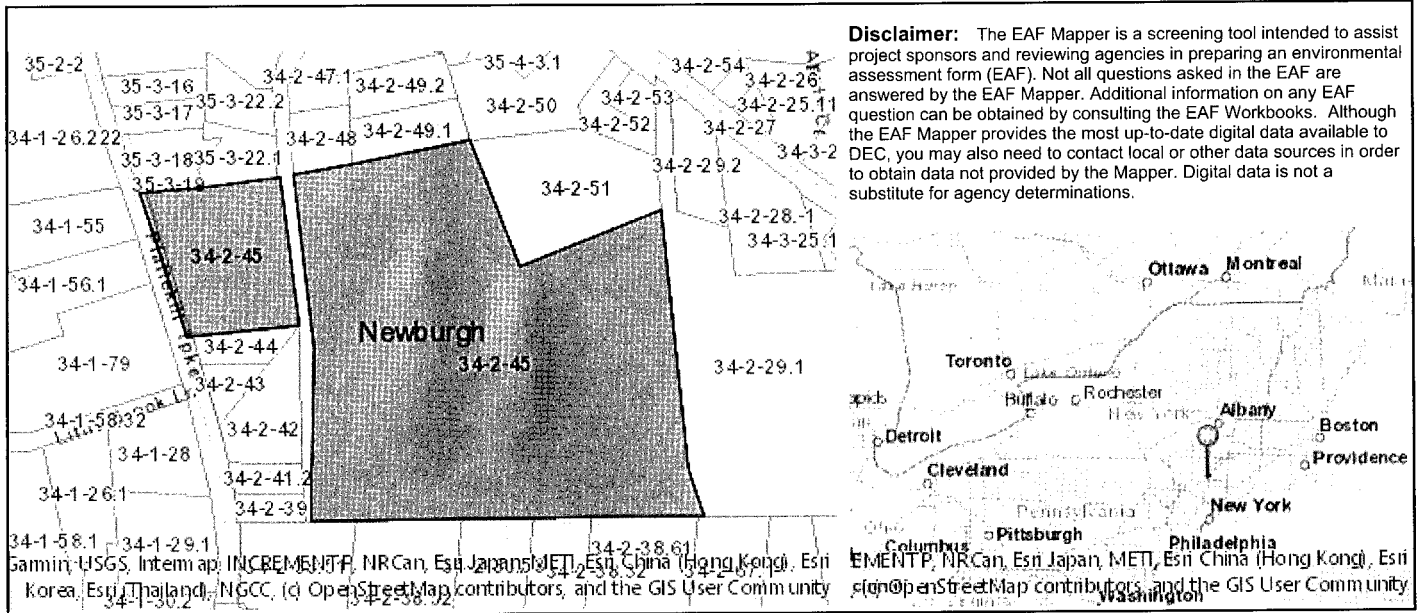 Disclaimer: The EAF Mapper is a screening tool intended to assist
project sponsors and reviewing agencies in preparing an environmental
assessment form (EAF). Not all questions asked in the EAF are
answered by the EAF Mapper. Additional information on any EAF
question can be obtained by consulting the EAF Workbooks. Although
the EAF Mapper provides the most up-to-date digital data available to
DEC, you may also need to contact local or other data sources in order
to obtain data not provided by the Mapper. Digital data is not a
substitute for agency determinations.
35-2-2
35-3-16
35-3-17
35-3-22.2
34-2-47.1
34-2-49.2
35-4-3.1
34-2-50
34-2-54
34-2-26
34-2-25.11
34-2-53
34-2-52
34-2-27
34-1-26.222
34-2-48
34-2-49.1
35-3-18
35-3-22.1
35-3-19
34-2-29.2
34-2-51
34-1-55
34-2-28.-1
34-3-25.1
34-2-45
34-1-56.1
Newburgh
34-2-45
34-2-44
34-1-79
34-2-29.1
34-2-43
34-2-42
34-1-28
34-2-41.2
34-1-26.1
34-2-39
34-1-58.1
34-1-29.1
34-2-38.61
Garmin, USGS, Intermap, INCREMENT P, NRCan, Esri Japan, METI, Esri China (Hong Kong), Esri
Korea, Esri (Thailand), NGCC, (c) OpenStreetMap contributors, and the GIS User Community
Ottawa
Montreal
Toronto
Lake Ontario
Buffalo
Rochester
New York
Albany
Boston
Detroit
Providence
Cleveland
Pennsylvania
New York
Pittsburgh
Columbus
Philadelphia
Ohio
EMENT P, NRCan, Esri Japan, METI, Esri China (Hong Kong), Esri
OpenStreetMap contributors, and the GIS User Community
Washington